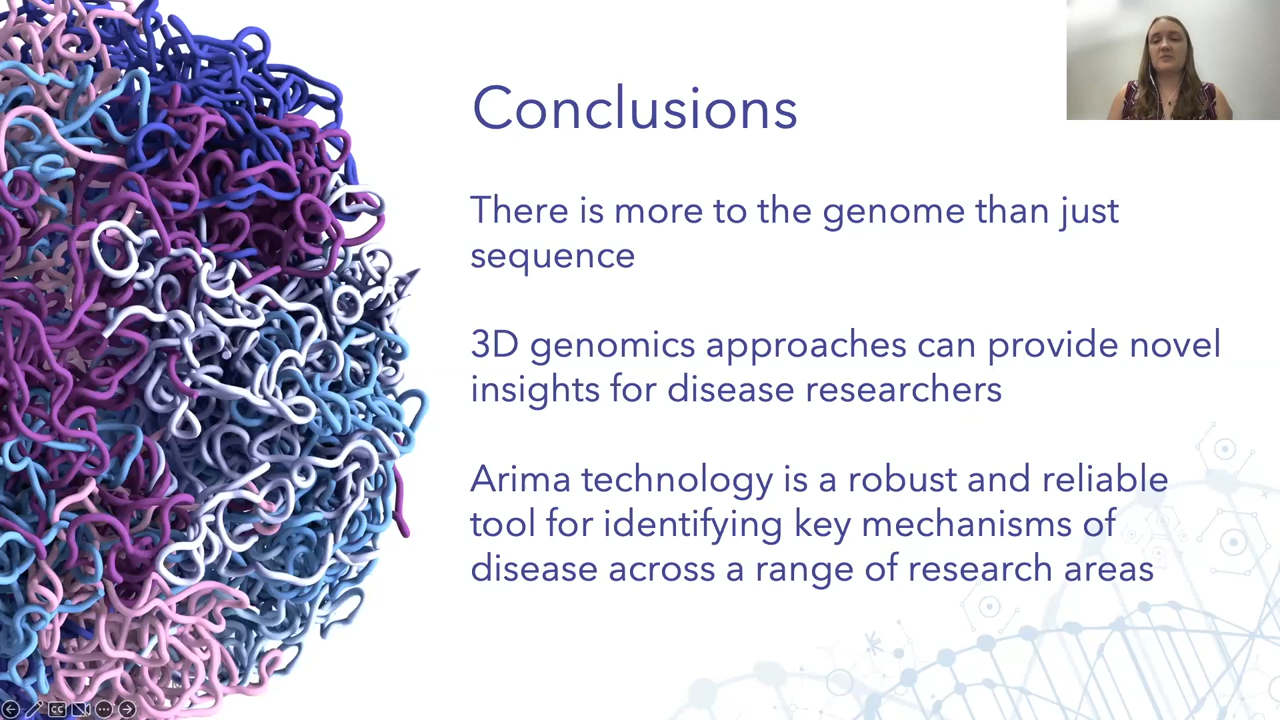 Conclusions
There is more to the genome than just
sequence
3D genomics approaches can provide novel
insights for disease researchers
Arima technology is a robust and reliable
tool for identifying key mechanisms of
disease across a range of research areas
CC